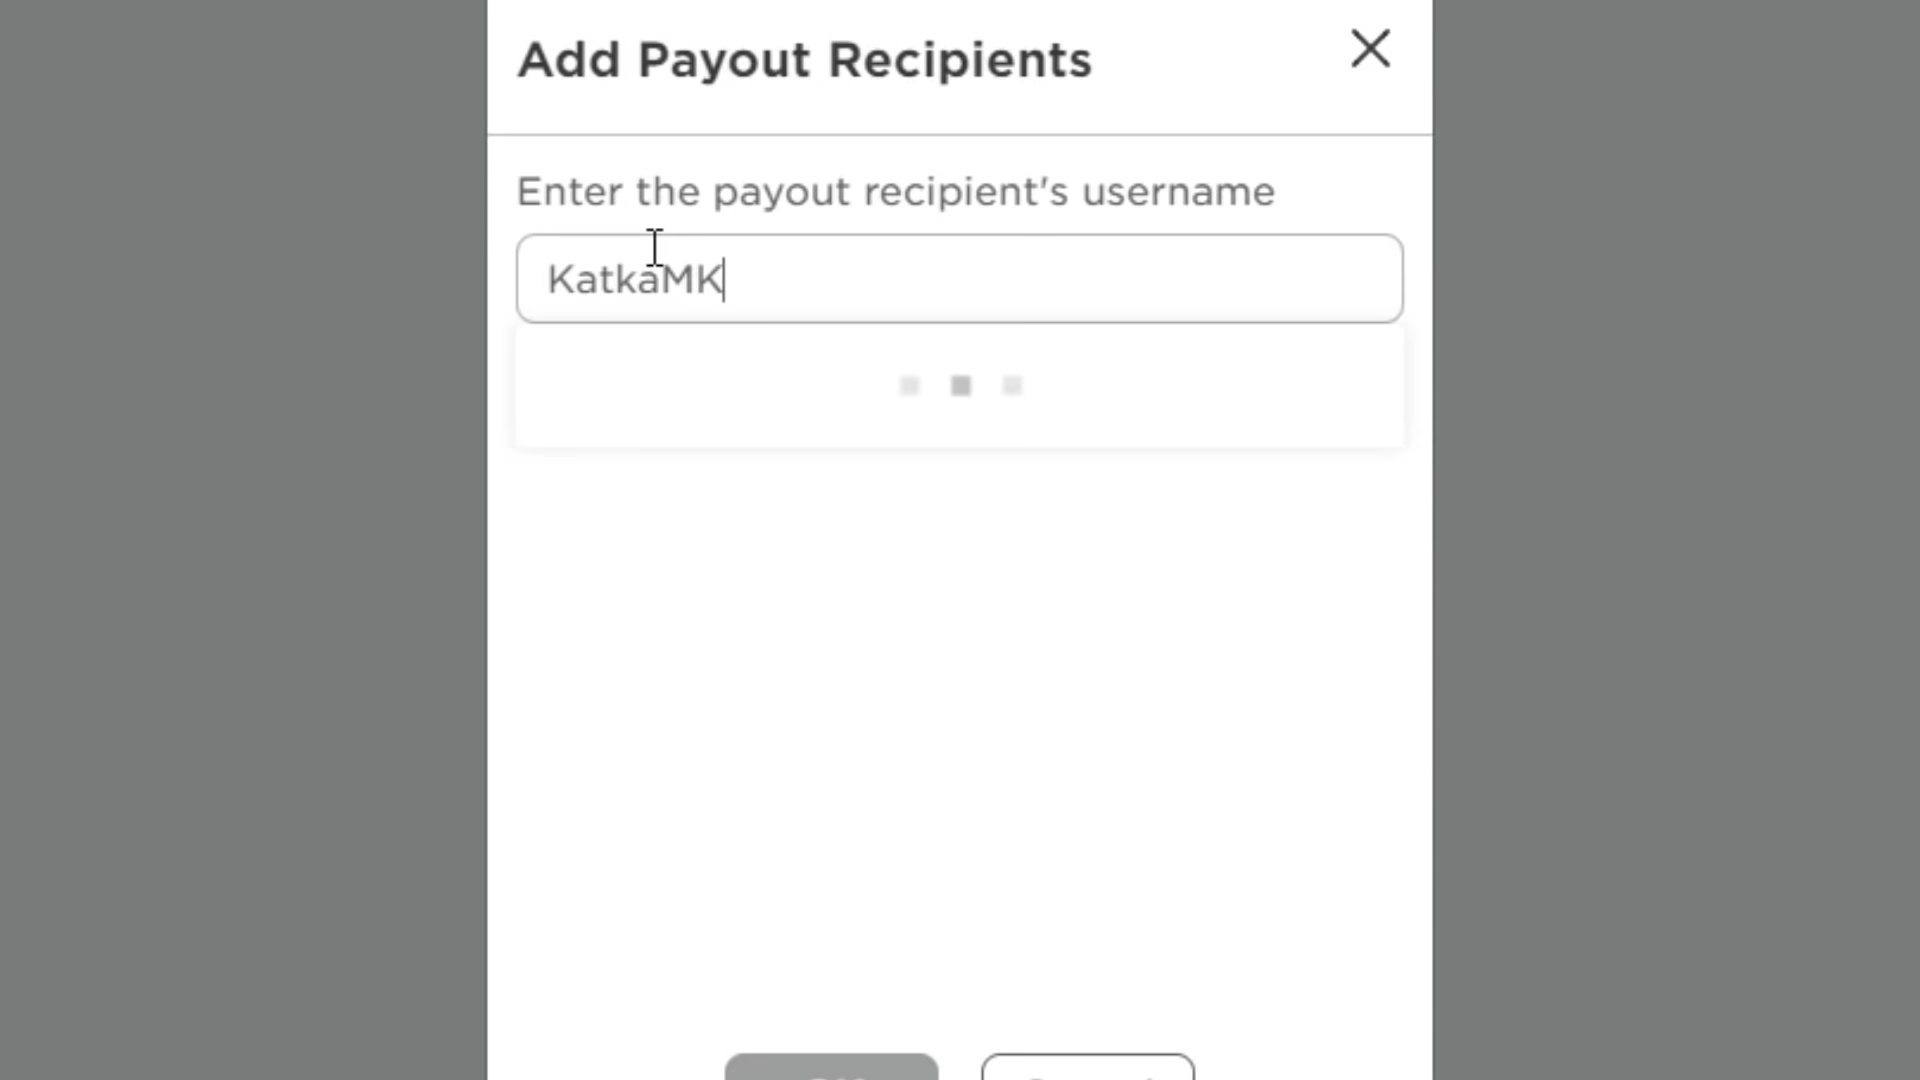 Add Payout Recipients
Enter the payout recipient's username
KatkaMK